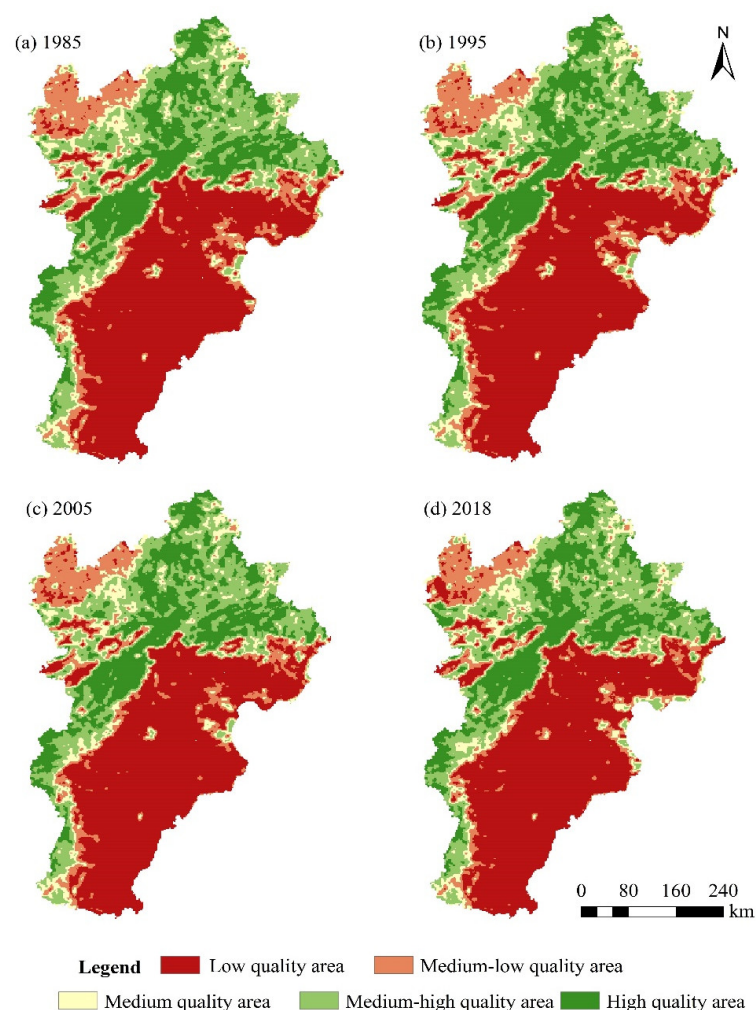 (a) 1985
(b) 1995
N
(c) 2005
(d) 2018
0 80 160 240
km
Legend Low quality area Medium-low quality area
Medium quality area Medium-high quality area High quality area